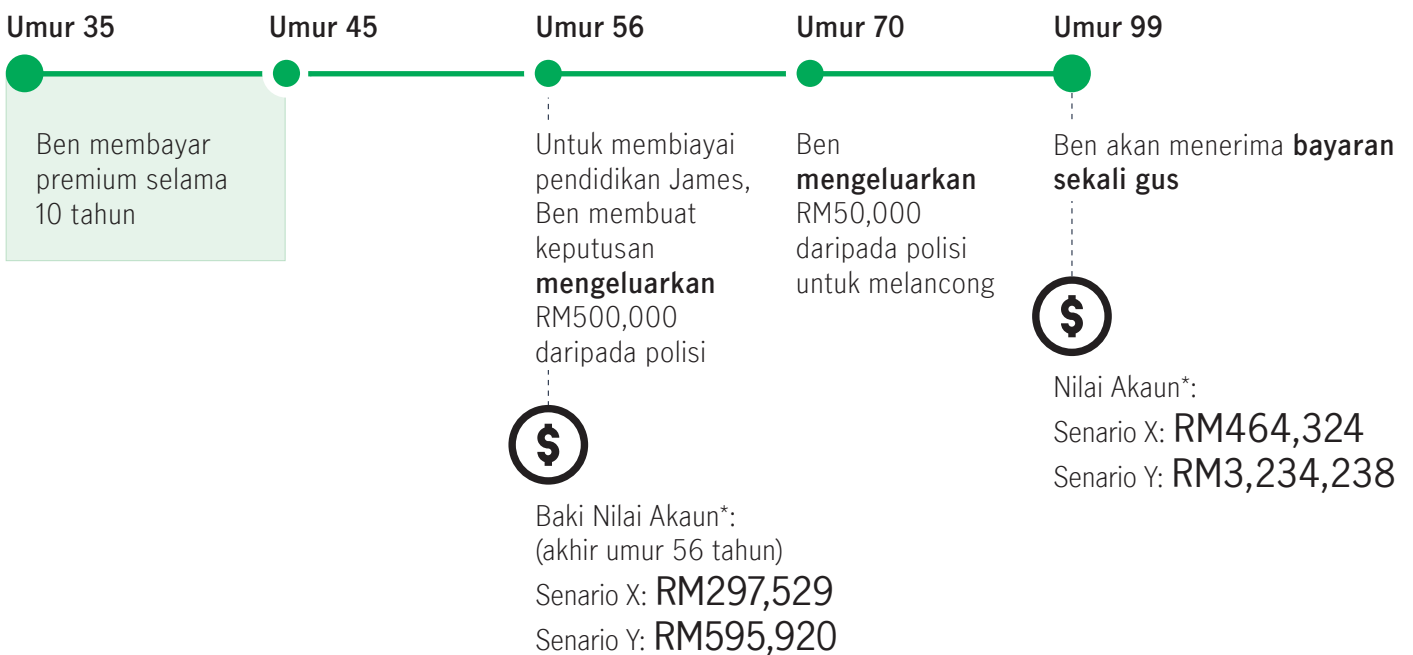 Umur 35
Umur 45
Umur 56
Umur 70
Umur 99
Ben membayar
premium selama
10 tahun
Untuk membiayai
pendidikan James,
Ben membuat
keputusan
mengeluarkan
RM500,000
daripada polisi
$
Baki Nilai Akaun*:
(akhir umur 56 tahun)
Senario X: RM297,529
Senario Y: RM595,920
Ben
mengeluarkan
RM50,000
daripada polisi
untuk melancong
Ben akan menerima bayaran
sekali gus
$
Nilai Akaun*:
Senario X: RM464,324
Senario Y: RM3,234,238